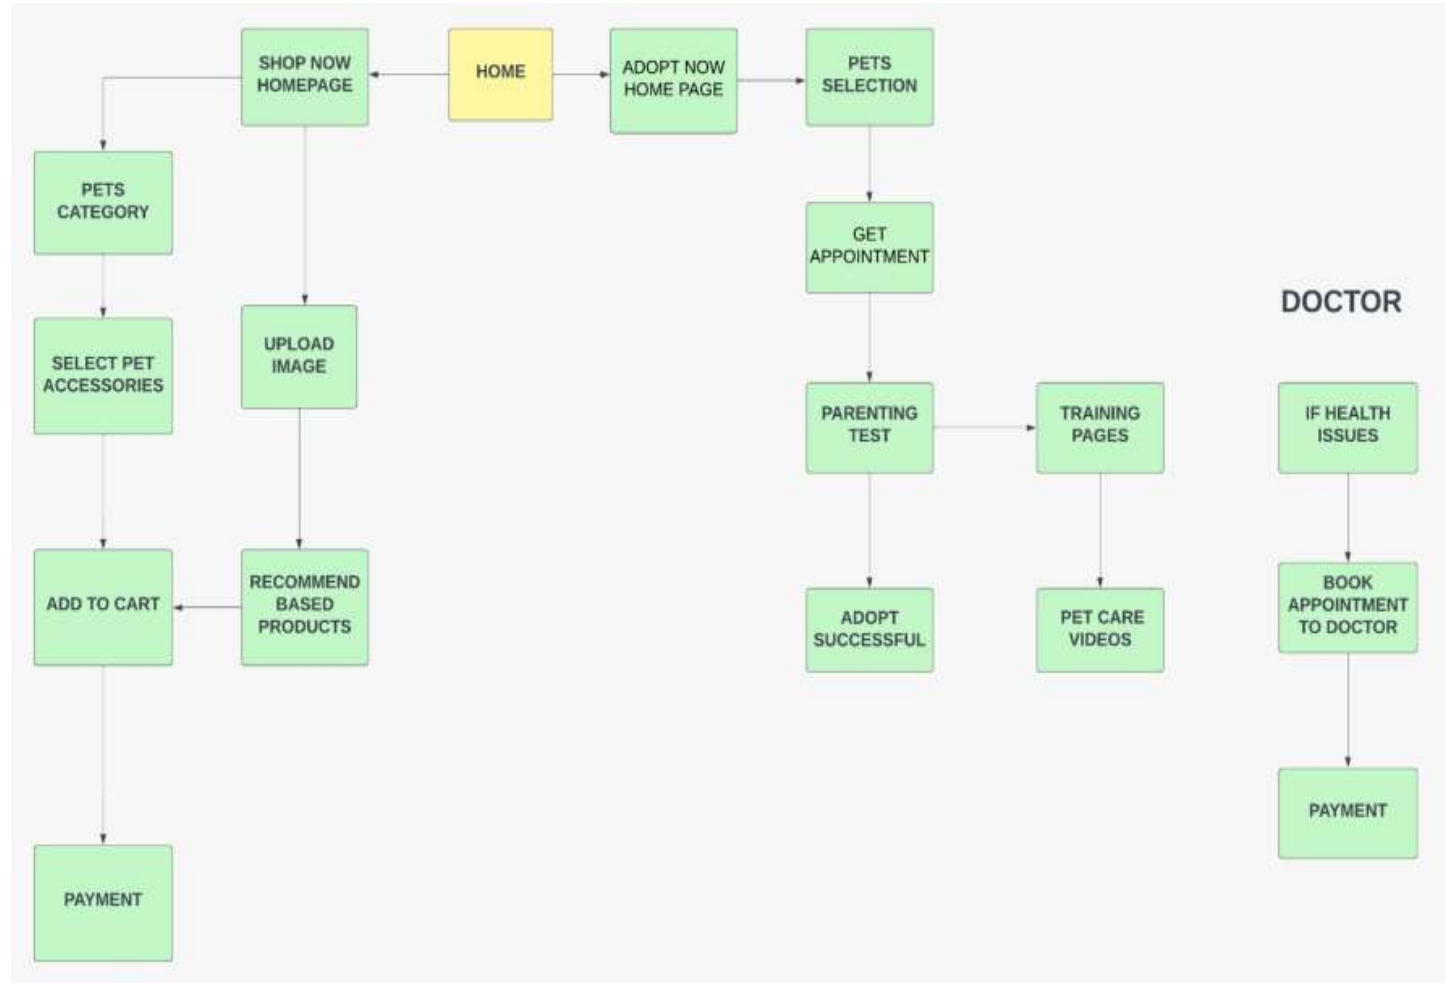 SHOP NOW
HOMEPAGE
HOME
ADOPT NOW
HOME PAGE
PETS
SELECTION
PETS
CATEGORY
GET
APPOINTMENT
DOCTOR
SELECT PET
ACCESSORIES
UPLOAD
IMAGE
PARENTING
TEST
TRAINING
PAGES
IF HEALTH
ISSUES
ADD TO CART
RECOMMEND
BASED
PRODUCTS
ADOPT
SUCCESSFUL
PET CARE
VIDEOS
BOOK
APPOINTMENT
TO DOCTOR
PAYMENT
PAYMENT